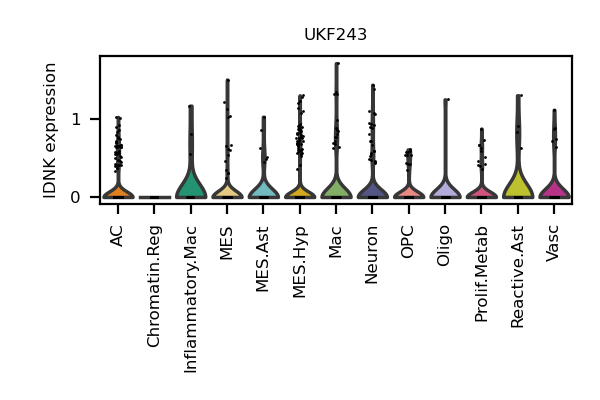 UKF243
IDNK expression
1
0
AC
Chromatin.Reg
Inflammatory.Mac
MES
MES.Ast
MES.Hyp
Mac
Neuron
OPC
Oligo
Prolif.Metab
Reactive.Ast
Vasc